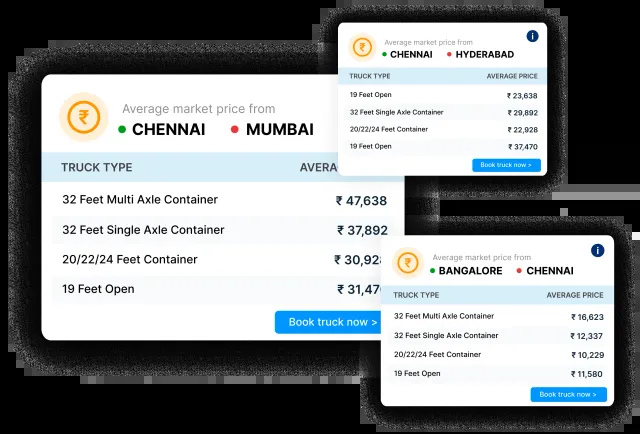 Average market price from
CHENNAI MUMBAI
TRUCK TYPE
32 Feet Multi Axle Container ₹ 47,638
32 Feet Single Axle Container ₹ 37,892
20/22/24 Feet Container
19 Feet Open
Book truck now >
Average market price from
CHENNAI HYDERABAD
TRUCK TYPE AVERAGE PRICE
19 Feet Open ₹ 23,638
32 Feet Single Axle Container ₹ 29,892
20/22/24 Feet Container ₹ 22,928
19 Feet Open ₹ 37,470
Book truck now >
Average market price from
BANGALORE CHENNAI
TRUCK TYPE AVERAGE PRICE
32 Feet Multi Axle Container ₹ 16,623
32 Feet Single Axle Container ₹ 12,337
20/22/24 Feet Container ₹ 10,229
19 Feet Open ₹ 11,580
Book truck now >